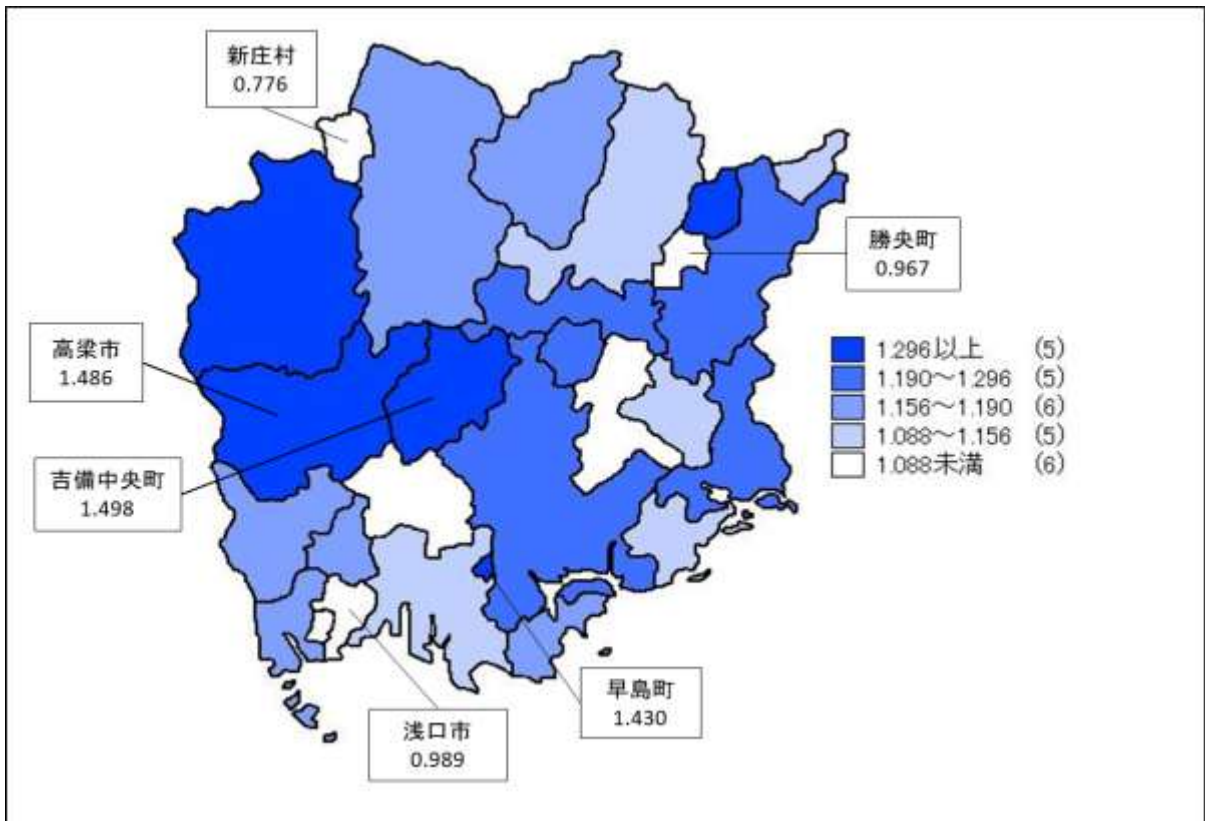 新庄村
0.776
勝央町
0.967
高梁市
1.486
吉備中央町
1.498
1.296以上 (5)
1.190～1.296 (5)
1.156～1.190 (6)
1.088～1.156 (5)
1.088未満 (6)
早島町
1.430
浅口市
0.989